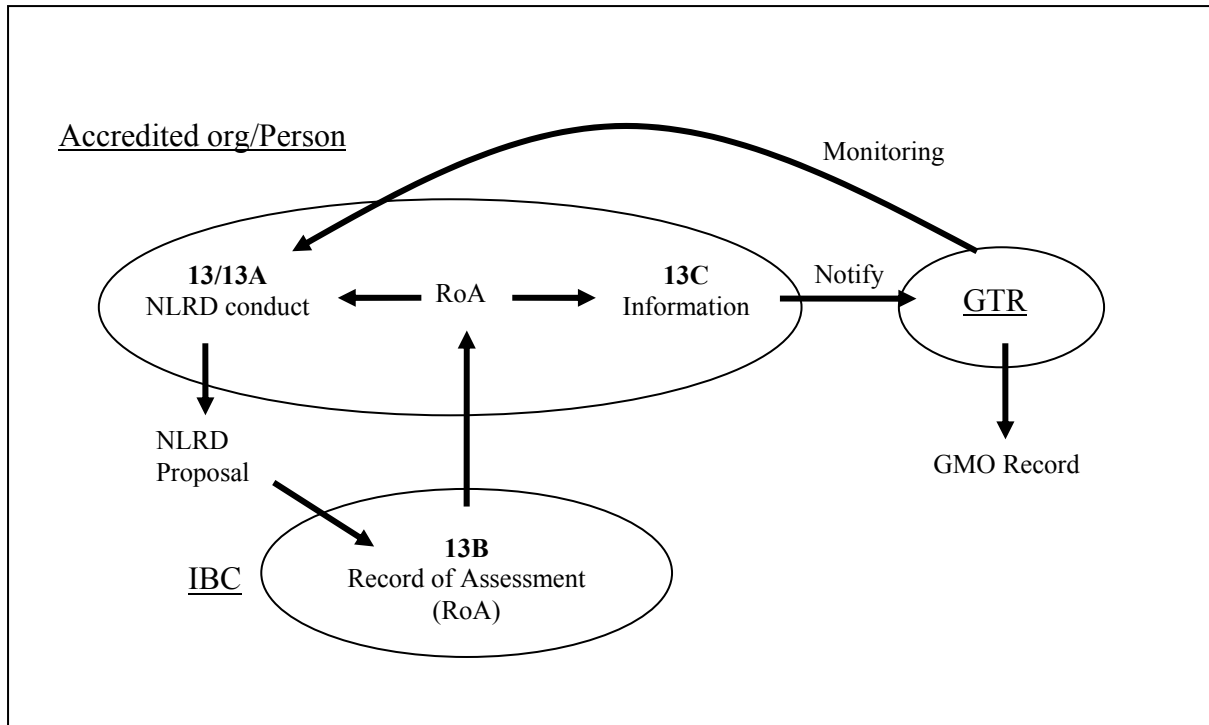 Accredited org/Person
Monitoring
13/13A
NLRD conduct
RoA
13C
Information
Notify
GTR
NLRD
Proposal
GMO Record
IBC
13B
Record of Assessment
(RoA)